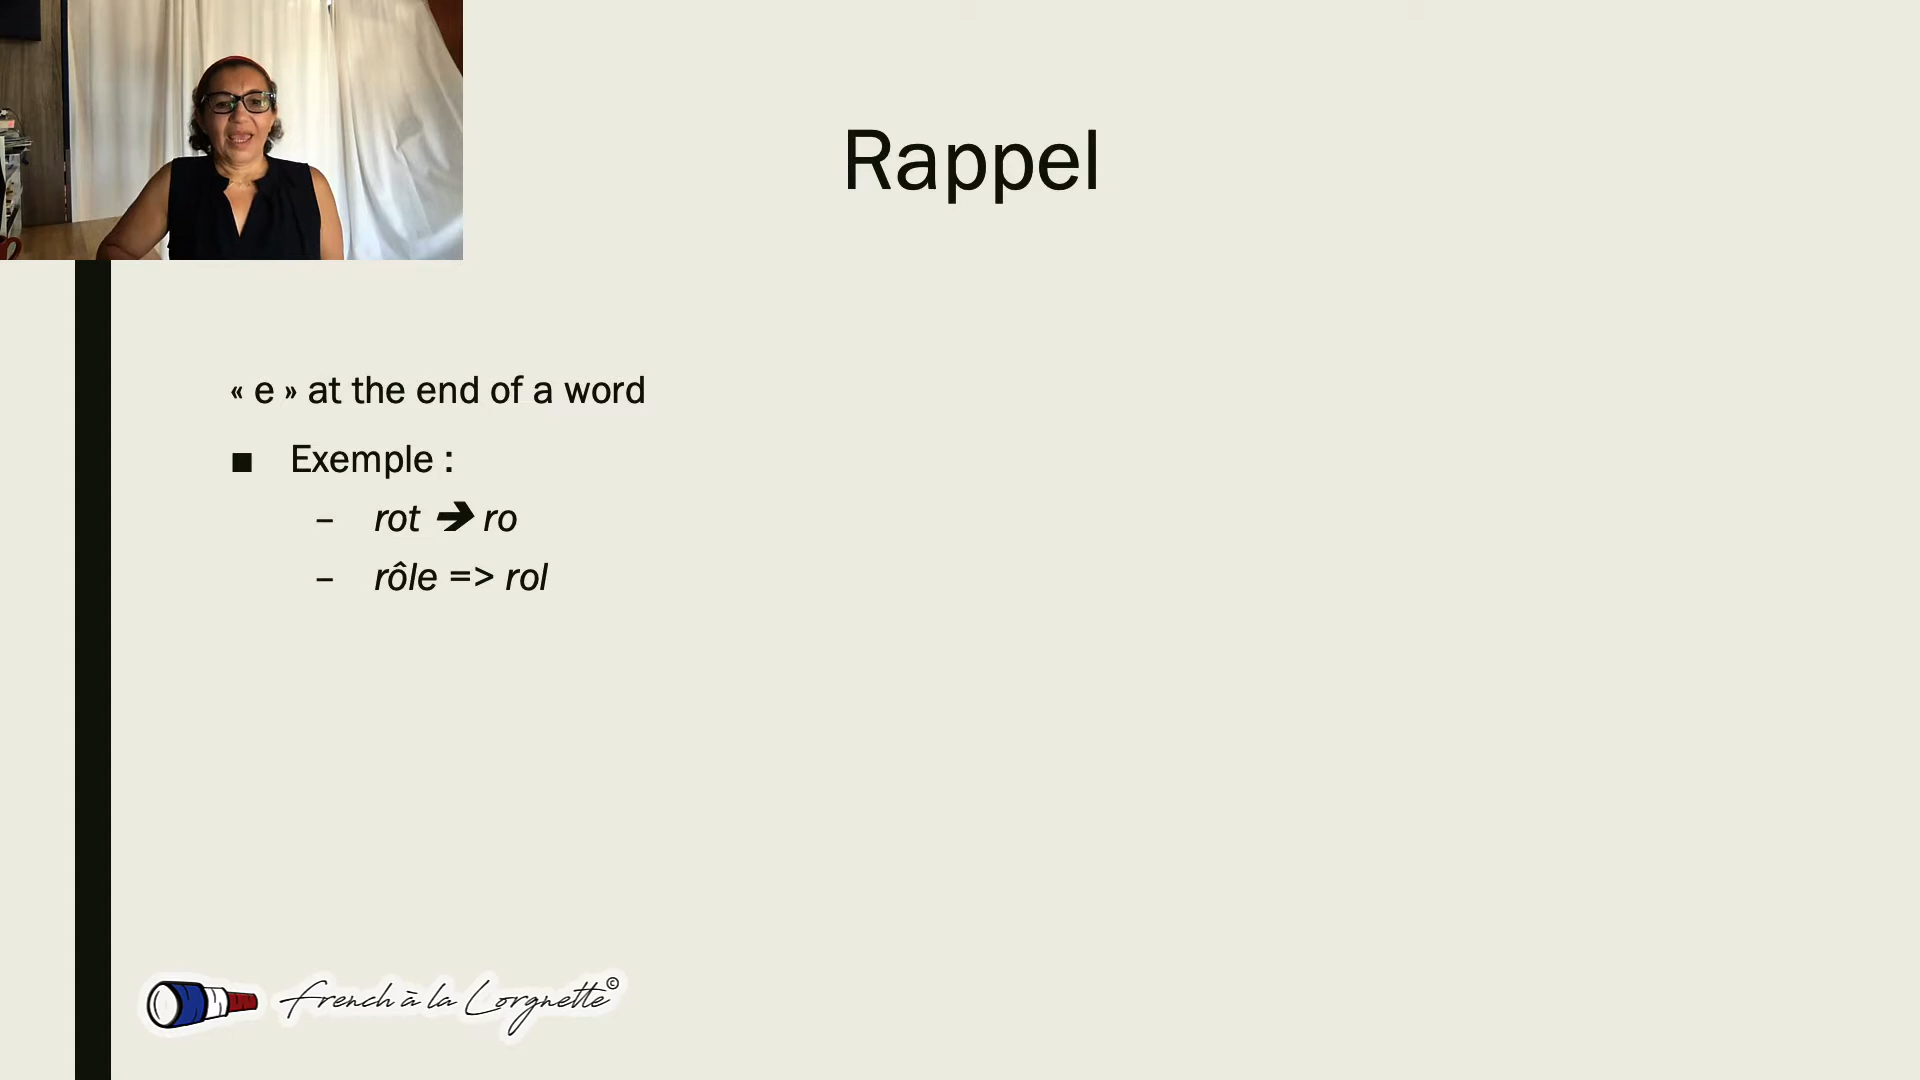 Rappel
« e » at the end of a word
■ Exemple :
– rot ➔ ro
– rôle => rol
French à la Lorgnette©